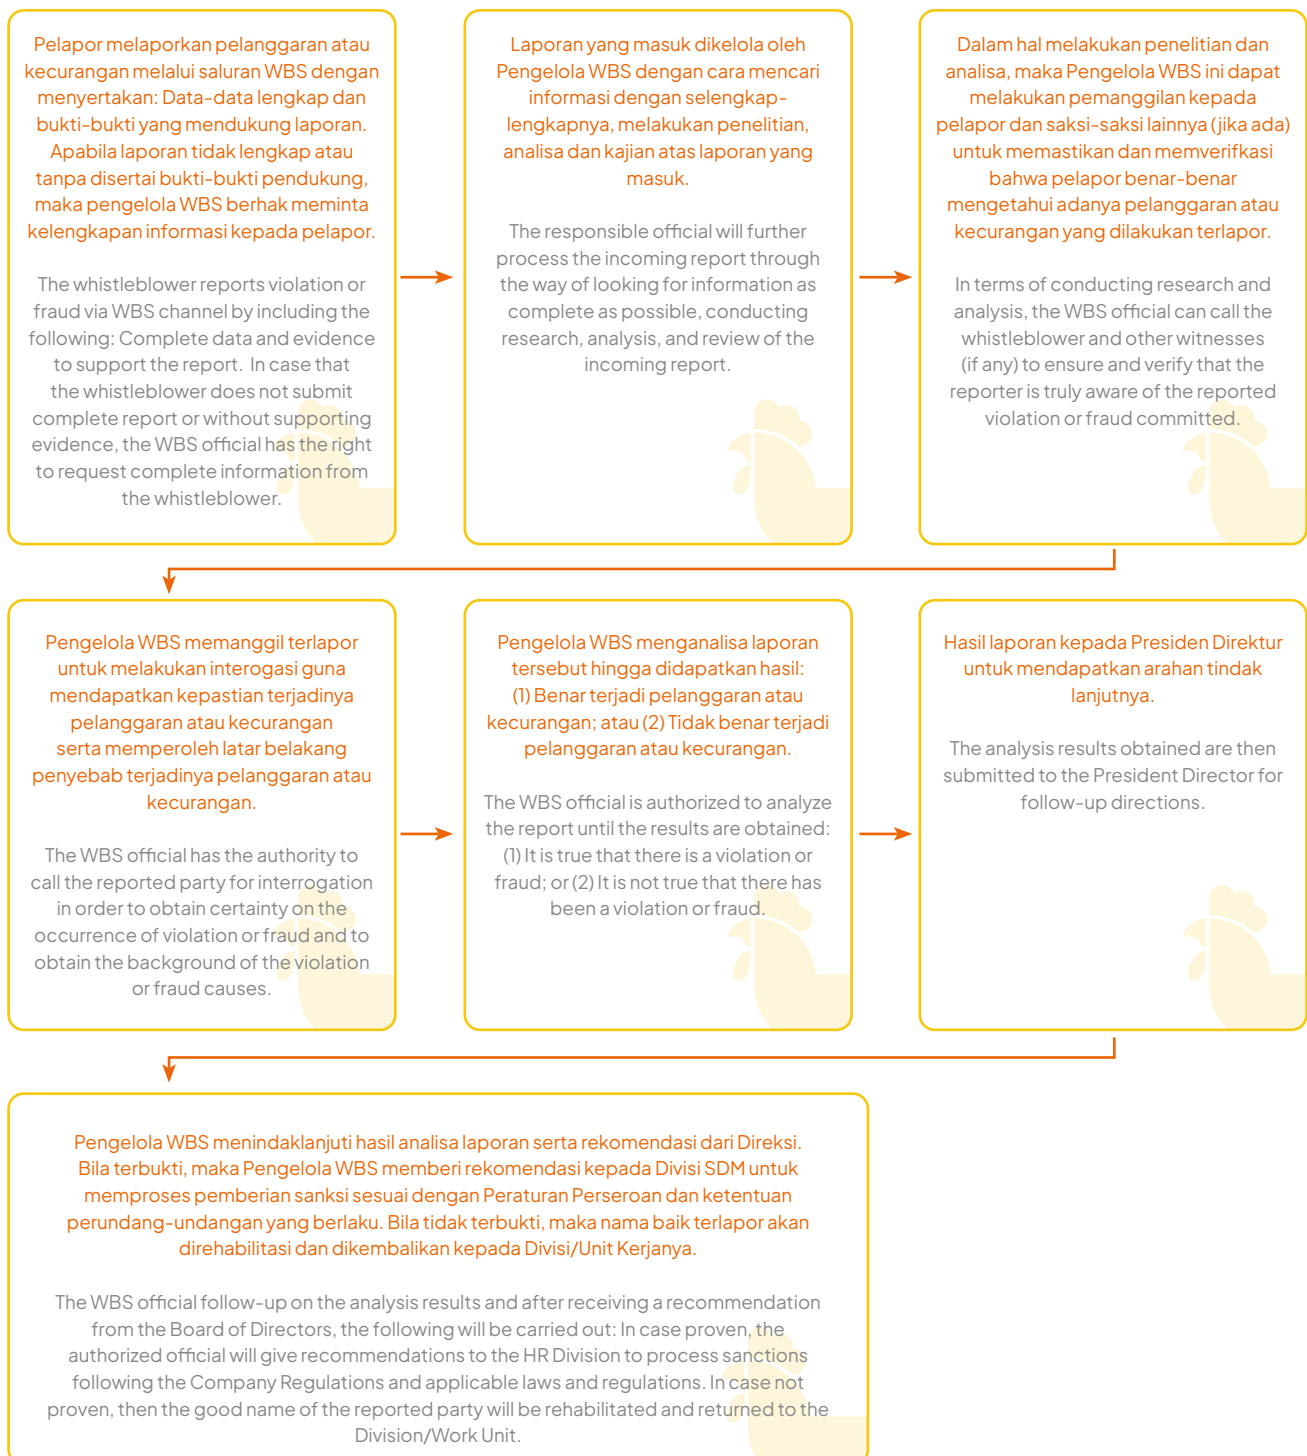 Pelapor melaporkan pelanggaran atau
kecurangan melalui saluran WBS dengan
menyertakan: Data-data lengkap dan
bukti-bukti yang mendukung laporan.
Apabila laporan tidak lengkap atau
tanpa disertai bukti-bukti pendukung,
maka pengelola WBS berhak meminta
kelengkapan informasi kepada pelapor.
The whistleblower reports violation or
fraud via WBS channel by including the
following: Complete data and evidence
to support the report. In case that
the whistleblower does not submit
complete report or without supporting
evidence, the WBS official has the right
to request complete information from
the whistleblower.
Laporan yang masuk dikelola oleh
Pengelola WBS dengan cara mencari
informasi dengan selengkap-
lengkapnya, melakukan penelitian,
analisa dan kajian atas laporan yang
masuk.
The responsible official will further
process the incoming report through
the way of looking for information as
complete as possible, conducting
research, analysis, and review of the
incoming report.
Dalam hal melakukan penelitian dan
analisa, maka Pengelola WBS ini dapat
melakukan pemanggilan kepada
pelapor dan saksi-saksi lainnya (jika ada)
untuk memastikan dan memverifkasi
bahwa pelapor benar-benar
mengetahui adanya pelanggaran atau
kecurangan yang dilakukan terlapor.
In terms of conducting research and
analysis, the WBS official can call the
whistleblower and other witnesses
(if any) to ensure and verify that the
reporter is truly aware of the reported
violation or fraud committed.
Pengelola WBS memanggil terlapor
untuk melakukan interogasi guna
mendapatkan kepastian terjadinya
pelanggaran atau kecurangan
serta memperoleh latar belakang
penyebab terjadinya pelanggaran atau
kecurangan.
The WBS official has the authority to
call the reported party for interrogation
in order to obtain certainty on the
occurrence of violation or fraud and to
obtain the background of the violation
or fraud causes.
Pengelola WBS menganalisa laporan
tersebut hingga didapatkan hasil:
(1) Benar terjadi pelanggaran atau
kecurangan; atau (2) Tidak benar terjadi
pelanggaran atau kecurangan.
The WBS official is authorized to analyze
the report until the results are obtained:
(1) It is true that there is a violation or
fraud; or (2) It is not true that there has
been a violation or fraud.
Hasil laporan kepada Presiden Direktur
untuk mendapatkan arahan tindak
lanjutnya.
The analysis results obtained are then
submitted to the President Director for
follow-up directions.
Pengelola WBS menindaklanjuti hasil analisa laporan serta rekomendasi dari Direksi.
Bila terbukti, maka Pengelola WBS memberi rekomendasi kepada Divisi SDM untuk
memproses pemberian sanksi sesuai dengan Peraturan Perseroan dan ketentuan
perundang-undangan yang berlaku. Bila tidak terbukti, maka nama baik terlapor akan
direhabilitasi dan dikembalikan kepada Divisi/Unit Kerjanya.
The WBS official follow-up on the analysis results and after receiving a recommendation
from the Board of Directors, the following will be carried out: In case proven, the
authorized official will give recommendations to the HR Division to process sanctions
following the Company Regulations and applicable laws and regulations. In case not
proven, then the good name of the reported party will be rehabilitated and returned to the
Division/Work Unit.